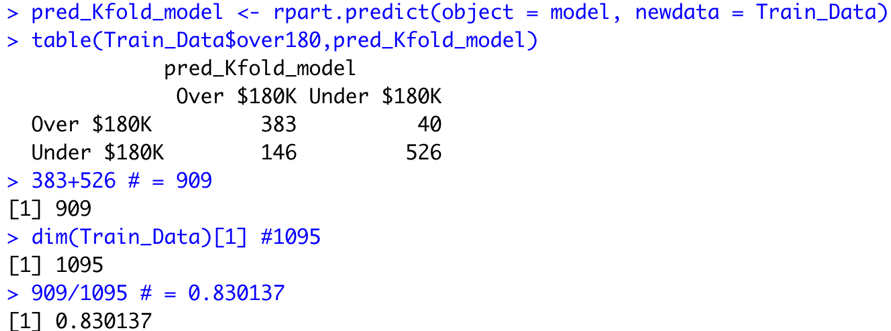 > pred_Kfold_model <- rpart.predict(object = model, newdata = Train_Data)
> table(Train_Data$over180,pred_Kfold_model)
pred_Kfold_model
Over $180K Under $180K
Over $180K 383 40
Under $180K 146 526
> 383+526 # = 909
[1] 909
> dim(Train_Data)[1] #1095
[1] 1095
> 909/1095 # = 0.830137
[1] 0.830137